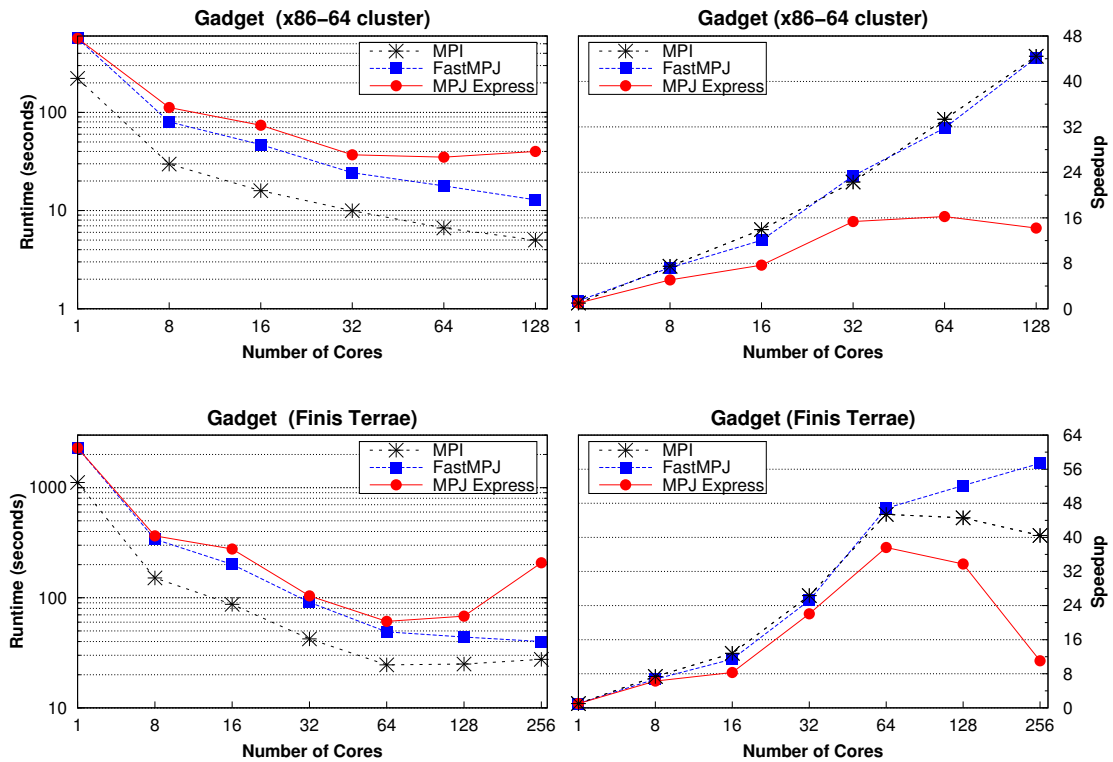 Gadget (x86−64 cluster)
Runtime (seconds)
100
10
1
MPI
FastMPJ
MPJ Express
1 8 16 32 64 128
Number of Cores
Gadget (x86−64 cluster)
MPI
FastMPJ
MPJ Express
48
40
32
24
16
8
0
Speedup
1 8 16 32 64 128
Number of Cores
Gadget (Finis Terrae)
Runtime (seconds)
1000
100
10
MPI
FastMPJ
MPJ Express
1 8 16 32 64 128 256
Number of Cores
Gadget (Finis Terrae)
MPI
FastMPJ
MPJ Express
64
56
48
40
32
24
16
8
0
Speedup
1 8 16 32 64 128 256
Number of Cores